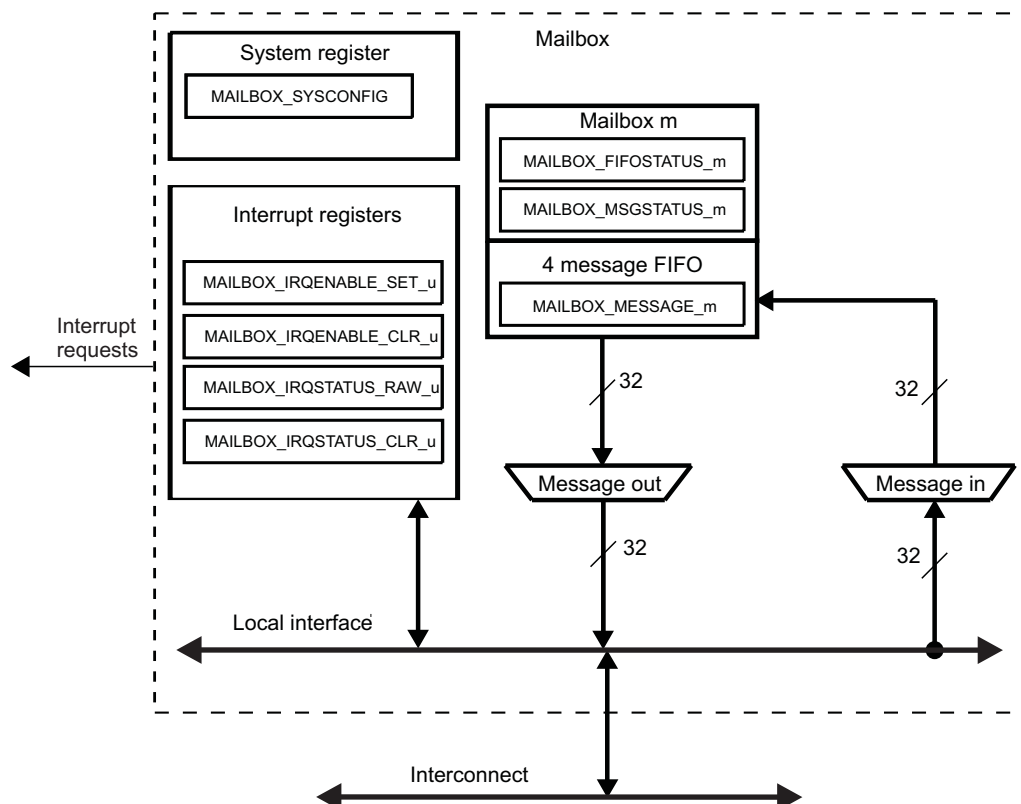 Mailbox
System register
MAILBOX_SYSCONFIG
Mailbox m
MAILBOX_FIFOSTATUS_m
MAILBOX_MSGSTATUS_m
Interrupt registers
MAILBOX_IRQENABLE_SET_u
MAILBOX_IRQENABLE_CLR_u
MAILBOX_IRQSTATUS_RAW_u
MAILBOX_IRQSTATUS_CLR_u
4 message FIFO
MAILBOX_MESSAGE_m
Interrupt
requests
32
32
Message out
Message in
32
32
Local interface
Interconnect